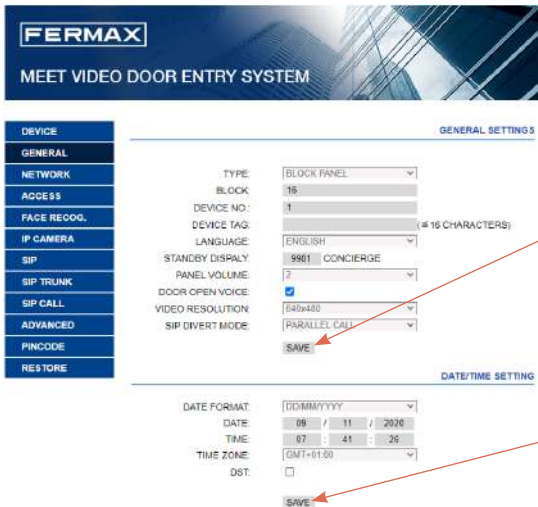 FERMAX
MEET VIDEO DOOR ENTRY SYSTEM
DEVICE
GENERAL
NETWORK
ACCESS
FACE RECOG.
IP CAMERA
SIP
SIP TRUNK
SIP CALL
ADVANCED
PINCODE
RESTORE
GENERAL SETTINGS
TYPE: BLOCK PANEL
BLOCK: 16
DEVICE NO.: 1
DEVICE TAG: (≤16 CHARACTERS)
LANGUAGE: ENGLISH
STANDBY DISPALY: 9901 CONCIERGE
PANEL VOLUME: 2
DOOR OPEN VOICE:
VIDEO RESOLUTION: 640x480
SIP DIVERT MODE: PARALLEL CALL
SAVE
DATE/TIME SETTING
DATE FORMAT: DD/MM/YYYY
DATE: 09 / 11 / 2020
TIME: 07 : 41 : 26
TIME ZONE: GMT+01:00
DST:
SAVE